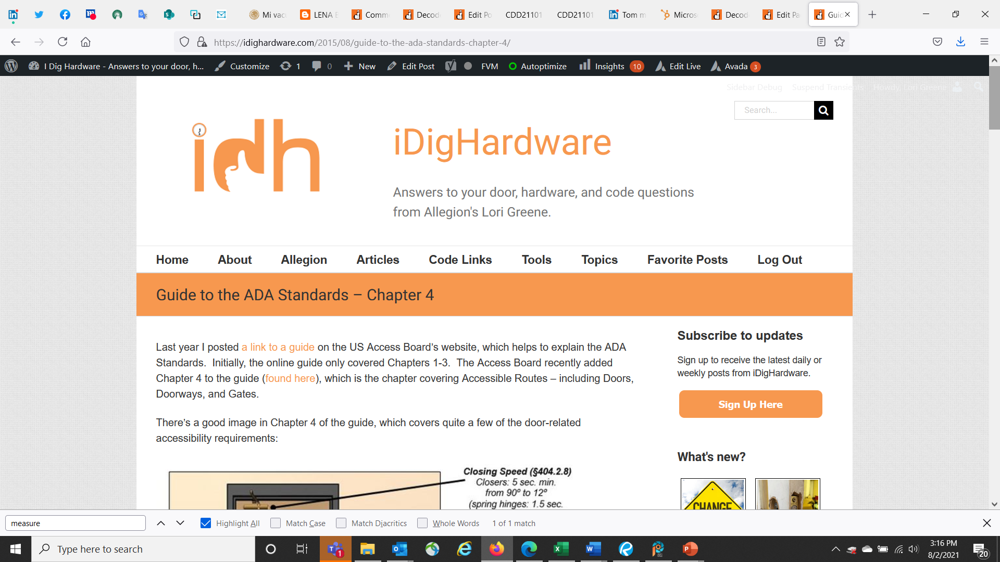 Mi vac
LENA E
Comme
Decod
Edit Po
CDD21101
CDD21101
Tom m
Micros
Decod
Edit Pa
Guid
https://idighardware.com/2015/08/guide-to-the-ada-standards-chapter-4/
I Dig Hardware - Answers to your door, h... Customize 1 0 New Edit Post FVM Autoptimize Insights 10 Edit Live Avada 3
Sidebar Debug Suspend Transients Howdy, Lori Greene
Search...
idh
iDigHardware
Answers to your door, hardware, and code questions
from Allegion's Lori Greene.
Home About Allegion Articles Code Links Tools Topics Favorite Posts Log Out
Guide to the ADA Standards – Chapter 4
Last year I posted a link to a guide on the US Access Board’s website, which helps to explain the ADA
Standards. Initially, the online guide only covered Chapters 1-3. The Access Board recently added
Chapter 4 to the guide (found here), which is the chapter covering Accessible Routes – including Doors,
Doorways, and Gates.
There’s a good image in Chapter 4 of the guide, which covers quite a few of the door-related
accessibility requirements:
Closing Speed (§404.2.8)
Closers: 5 sec. min.
from 90º to 12º
(spring hinges: 1.5 sec.
Subscribe to updates
Sign up to receive the latest daily or
weekly posts from iDigHardware.
Sign Up Here
What's new?
CHANGE
measure
Highlight All Match Case Match Diacritics Whole Words 1 of 1 match
Type here to search
1
3:16 PM
8/2/2021
20